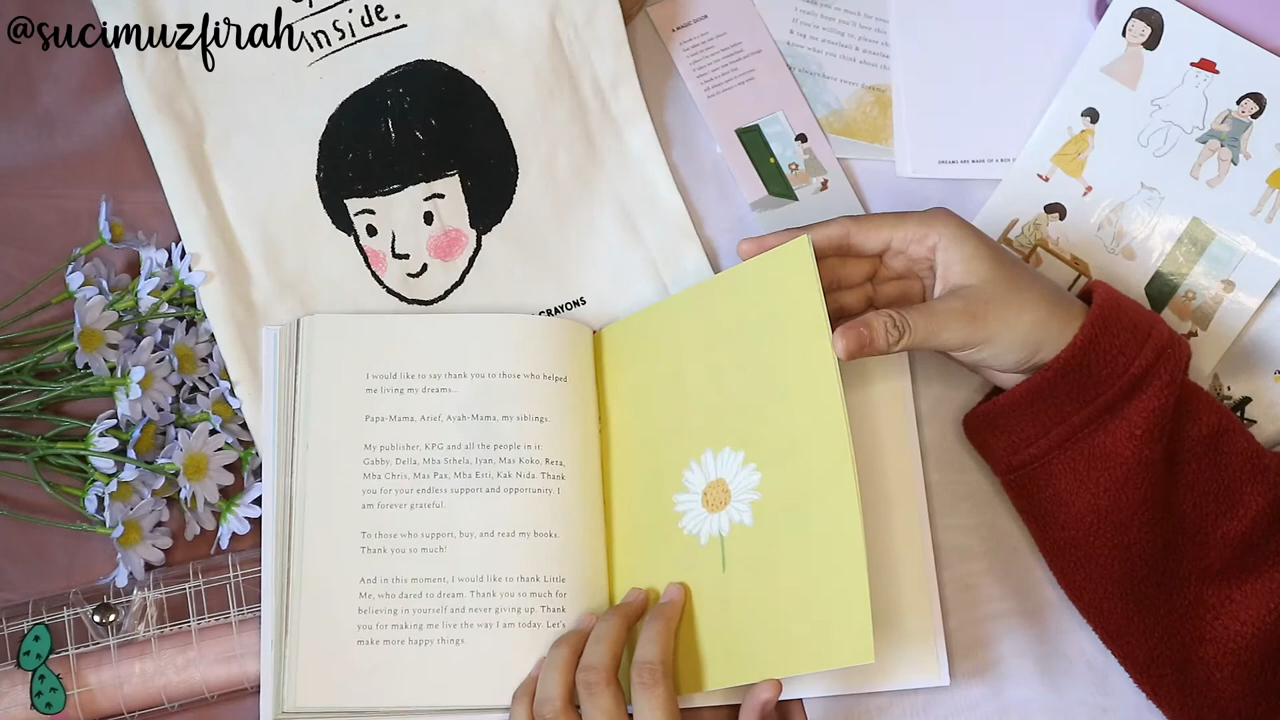 @sucimuzfirah
inside.
CRAYONS
A MAGIC DOOR
A book is a door
DREAMS ARE MADE OF A BOX
I would like to say thank you to those who helped
me living my dreams...
Papa-Mama, Arief, Ayah-Mama, my siblings.
My publisher, KPG and all the people in it:
Gabby, Della, Mba Sthela, Iyan, Mas Koko, Reta,
Mba Chris, Mas Pax, Mba Esti, Kak Nida. Thank
you for your endless support and opportunity. I
am forever grateful.
To those who support, buy, and read my books.
Thank you so much!
And in this moment, I would like to thank Little
Me, who dared to dream. Thank you so much for
believing in yourself and never giving up. Thank
you for making me live the way I am today. Let's
make more happy things.